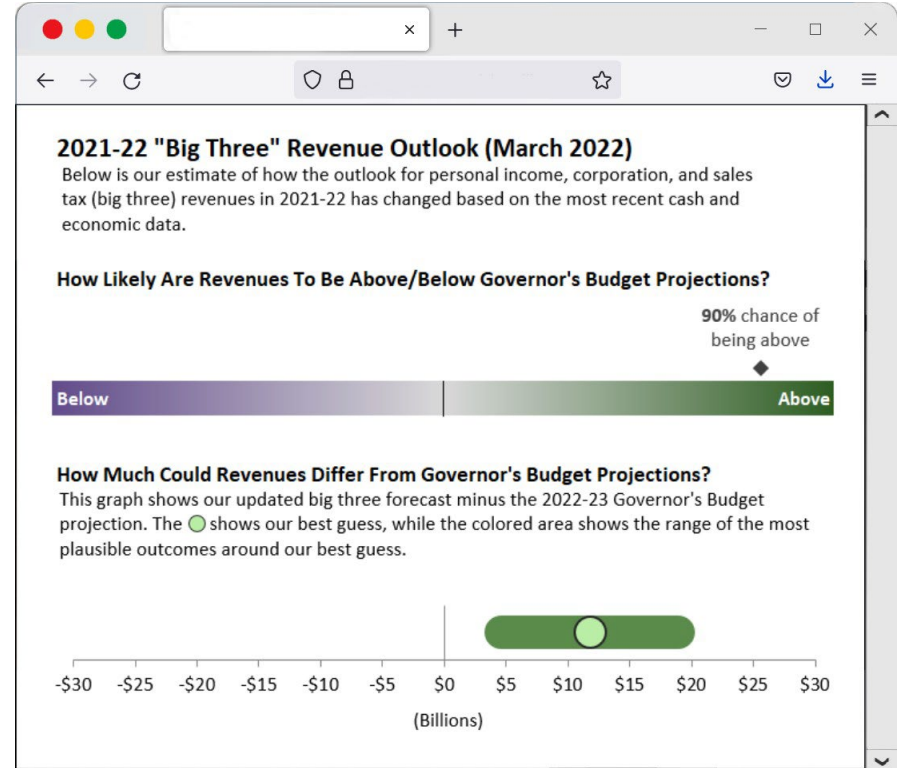 2021-22 "Big Three" Revenue Outlook (March 2022)
Below is our estimate of how the outlook for personal income, corporation, and sales
tax (big three) revenues in 2021-22 has changed based on the most recent cash and
economic data.
How Likely Are Revenues To Be Above/Below Governor's Budget Projections?
90% chance of
being above
Below Above
How Much Could Revenues Differ From Governor's Budget Projections?
This graph shows our updated big three forecast minus the 2022-23 Governor's Budget
projection. The shows our best guess, while the colored area shows the range of the most
plausible outcomes around our best guess.
-$30 -$25 -$20 -$15 -$10 -$5 $0 $5 $10 $15 $20 $25 $30
(Billions)